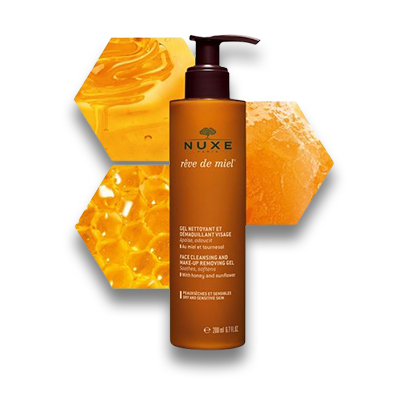 NUXE
PARIS
rêve de miel®
GEL NETTOYANT ET
DÉMAQUILLANT VISAGE
Apaise, adoucit
Au miel et tournesol
FACE CLEANSING AND
MAKE-UP REMOVING GEL
Soothes, softens
With honey and sunflower
PEAUX SÈCHES ET SENSIBLES
DRY AND SENSITIVE SKIN
200 ml 6.7 FL.OZ.